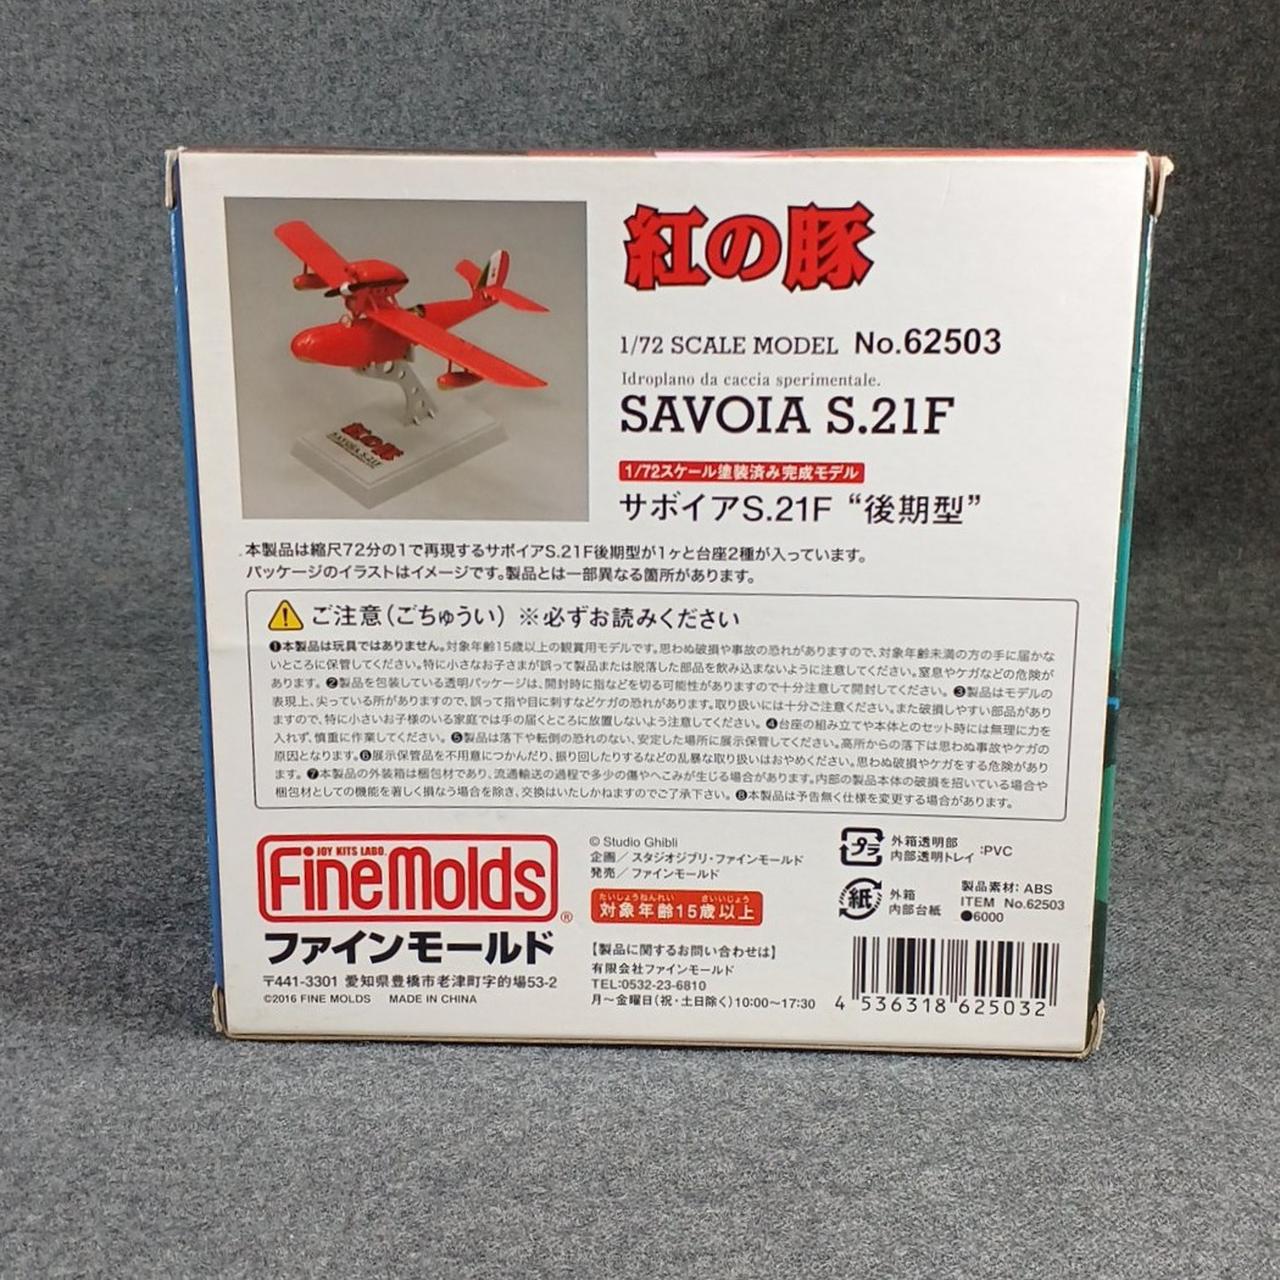 紅の豚
1/72 SCALE MODEL No.62503
Idroplano da caccia sperimentale.
SAVOIA S.21F
1/72スケール塗装済み完成モデル
サボイアS.21F “後期型”
紅の豚
SAVOIA S.21F
本製品は縮尺72分の1で再現するサボイアS.21F後期型が1ヶと台座2種が入っています。
パッケージのイラストはイメージです。製品とは一部異なる箇所があります。
ご注意(ごちゅうい) ※必ずお読みください
❶本製品は玩具ではありません。対象年齢15歳以上の観賞用モデルです。思わぬ破損や事故の恐れがありますので、対象年齢未満の方の手に届かな
いところに保管してください。特に小さなお子さまが誤って製品または脱落した部品を飲み込まないように注意してください。窒息やケガなどの危険が
あります。❷製品を包装している透明パッケージは、開封時に指などを切る可能性がありますので十分注意して開封してください。❸製品はモデルの
表現上、尖っている所がありますので、誤って指や目に刺すなどケガの恐れがあります。取り扱いには十分ご注意ください。また破損しやすい部品があり
ますので、特に小さいお子様のいる家庭では手の届くところに放置しないよう注意してください。❹台座の組み立てや本体とのセット時には無理に力を
入れず、慎重に作業してください。❺製品は落下や転倒の恐れのない、安定した場所に展示保管してください。高所からの落下は思わぬ事故やケガの
原因となります。❻展示保管品を不用意につかんだり、振り回したりするなどの乱暴な取り扱いはおやめください。思わぬ破損やケガをする危険があり
ます。❼本製品の外装箱は梱包材であり、流通輸送の過程で多少の傷やへこみが生じる場合があります。内部の製品本体の破損を招いている場合や
梱包材としての機能を著しく損なう場合を除き、交換はいたしかねますのでご了承下さい。❽本製品は予告無く仕様を変更する場合があります。
JOY KITS LABO.
FineMolds
®
ファインモールド
〒441-3301 愛知県豊橋市老津町字的場53-2
©2016 FINE MOLDS MADE IN CHINA
© Studio Ghibli
企画/スタジオジブリ・ファインモールド
発売/ファインモールド
たいしょうねんれい さいいじょう
対象年齢15歳以上
【製品に関するお問い合わせは】
有限会社ファインモールド
TEL:0532-23-6810
月~金曜日(祝・土日除く)10:00~17:30
プラ
外箱透明部
内部透明トレイ :PVC
紙
外箱
内部台紙
製品素材: ABS
ITEM No.62503
●6000
4 536318 625032